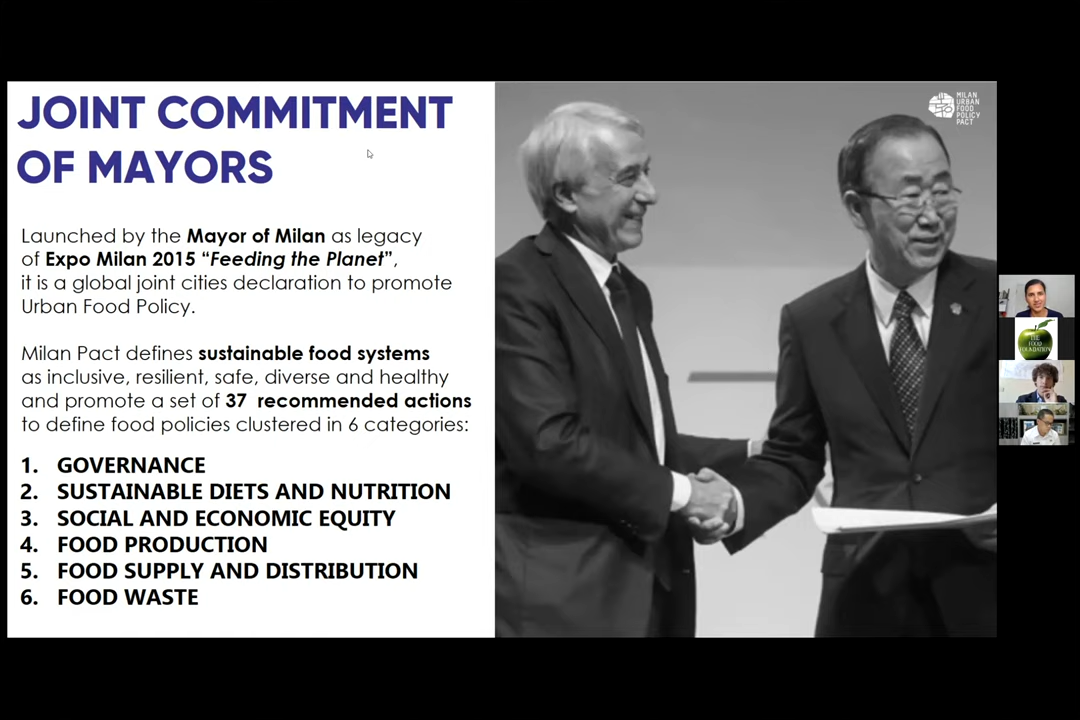 JOINT COMMITMENT
OF MAYORS
Launched by the Mayor of Milan as legacy
of Expo Milan 2015 “Feeding the Planet”,
it is a global joint cities declaration to promote
Urban Food Policy.
Milan Pact defines sustainable food systems
as inclusive, resilient, safe, diverse and healthy
and promote a set of 37 recommended actions
to define food policies clustered in 6 categories:
1. GOVERNANCE
2. SUSTAINABLE DIETS AND NUTRITION
3. SOCIAL AND ECONOMIC EQUITY
4. FOOD PRODUCTION
5. FOOD SUPPLY AND DISTRIBUTION
6. FOOD WASTE
MILAN
URBAN
FOOD
POLICY
PACT
THE
FOOD
FOUNDATION